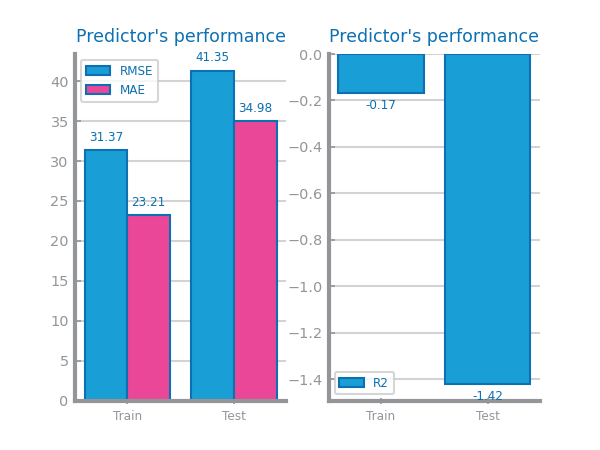 Predictor's performance
41.35
RMSE
MAE
40
34.98
35
31.37
30
25
23.21
20
15
10
5
0
Train
Test
Predictor's performance
0.0
-0.17
−0.2
−0.4
−0.6
−0.8
−1.0
−1.2
−1.4
R2
-1.42
Train
Test